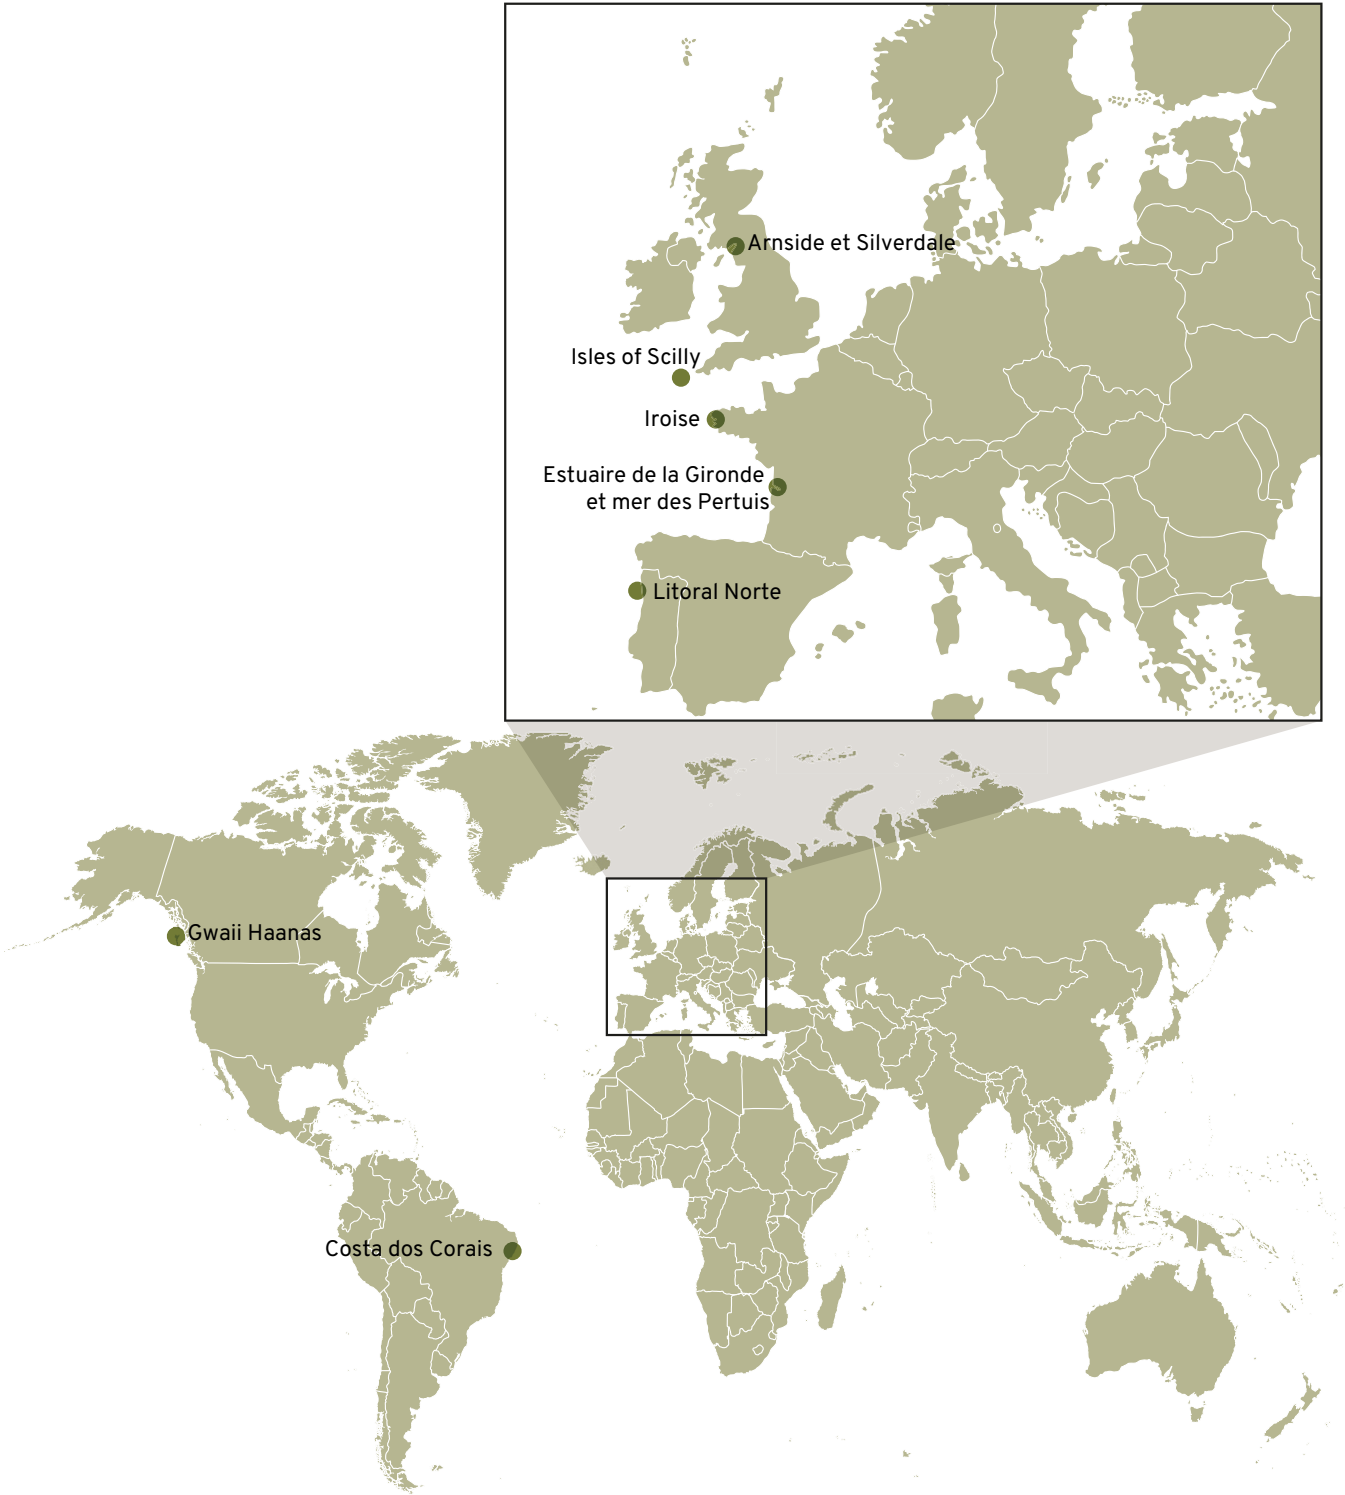 Arnside et Silverdale
Isles of Scilly
Iroise
Estuaire de la Gironde
et mer des Pertuis
Litoral Norte
Gwaii Haanas
Costa dos Corais